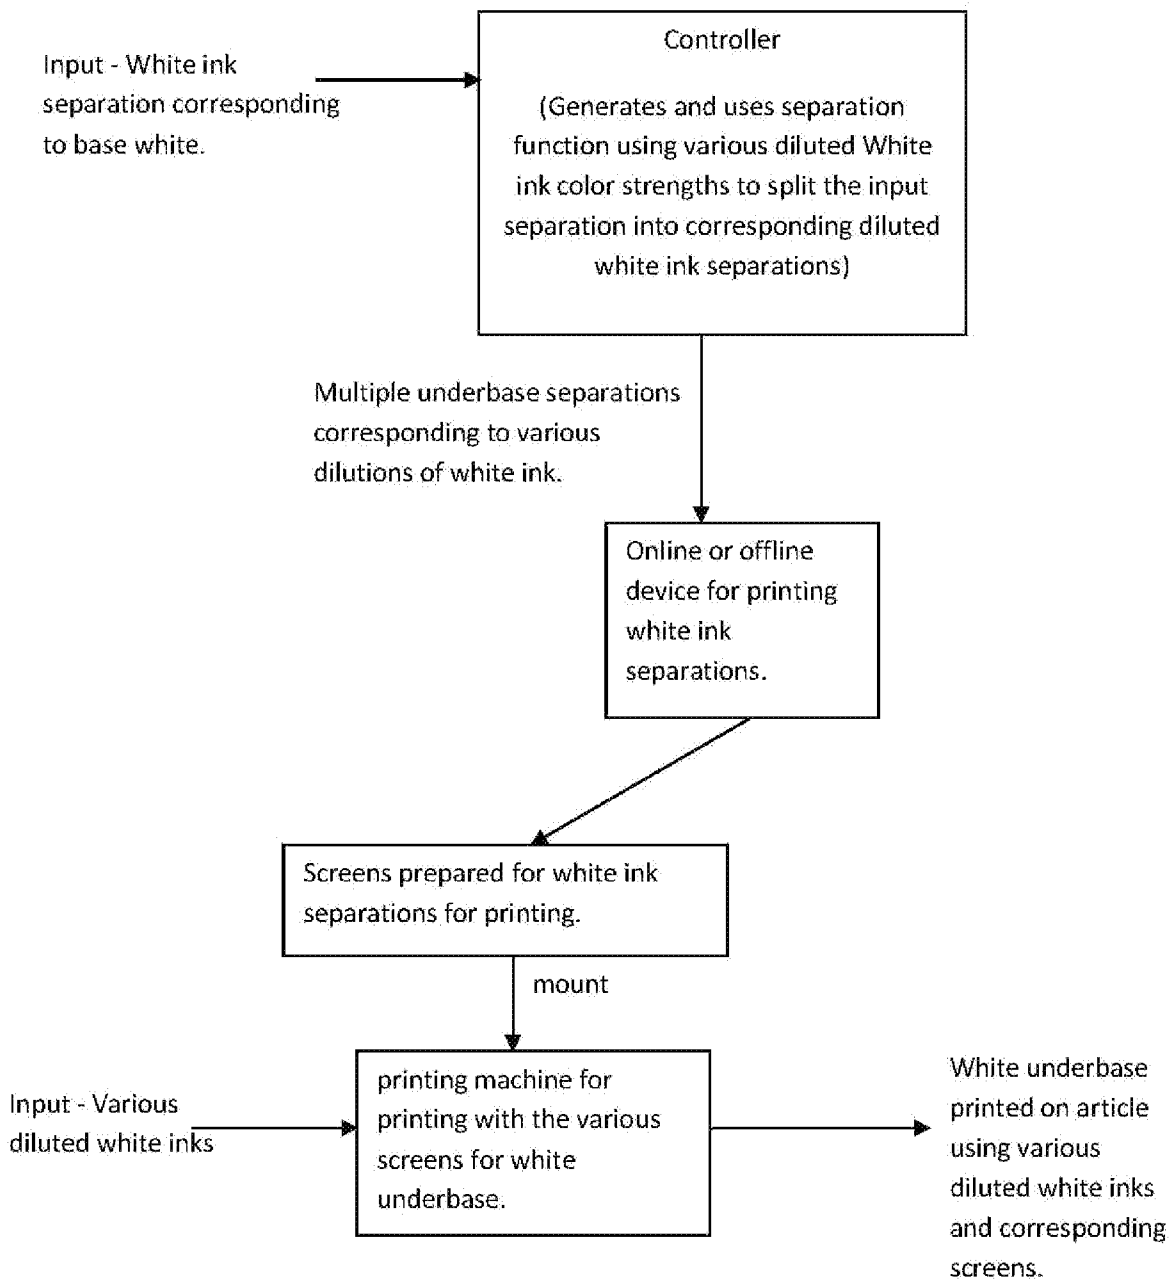 Input - White ink
separation corresponding
to base white.
Controller
(Generates and uses separation
function using various diluted White
ink color strengths to split the input
separation into corresponding diluted
white ink separations)
Multiple underbase separations
corresponding to various
dilutions of white ink.
Online or offline
device for printing
white ink
separations.
Screens prepared for white ink
separations for printing.
mount
Input - Various
diluted white inks
printing machine for
printing with the various
screens for white
underbase.
White underbase
printed on article
using various
diluted white inks
and corresponding
screens.